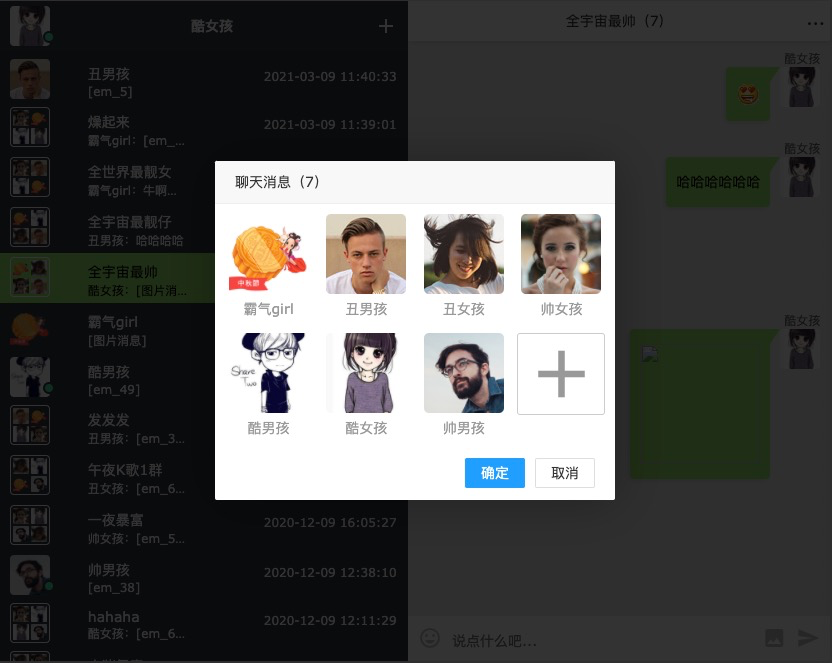 酷女孩
丑男孩
2021-03-09 11:40:33
[em_5]
燥起来
2021-03-09 11:39:01
霸气girl：[em_...
全世界最靓女
霸气girl：牛啊...
全宇宙最靓仔
丑男孩：哈哈哈哈
全宇宙最帅
酷女孩：[图片消...
霸气girl
[图片消息]
酷男孩
[em_49]
发发发
丑男孩：[em_3...
午夜K歌1群
丑女孩：[em_6...
一夜暴富
2020-12-09 16:05:27
帅女孩：[em_5...
帅男孩
2020-12-09 12:38:10
[em_38]
hahaha
2020-12-09 12:11:29
酷女孩：[em_6...
全宇宙最帅（7）
酷女孩
酷女孩
哈哈哈哈哈哈
酷女孩
说点什么吧...
聊天消息（7）
中秋节
霸气girl
丑男孩
丑女孩
帅女孩
Share
Two
酷男孩
酷女孩
帅男孩
确定
取消